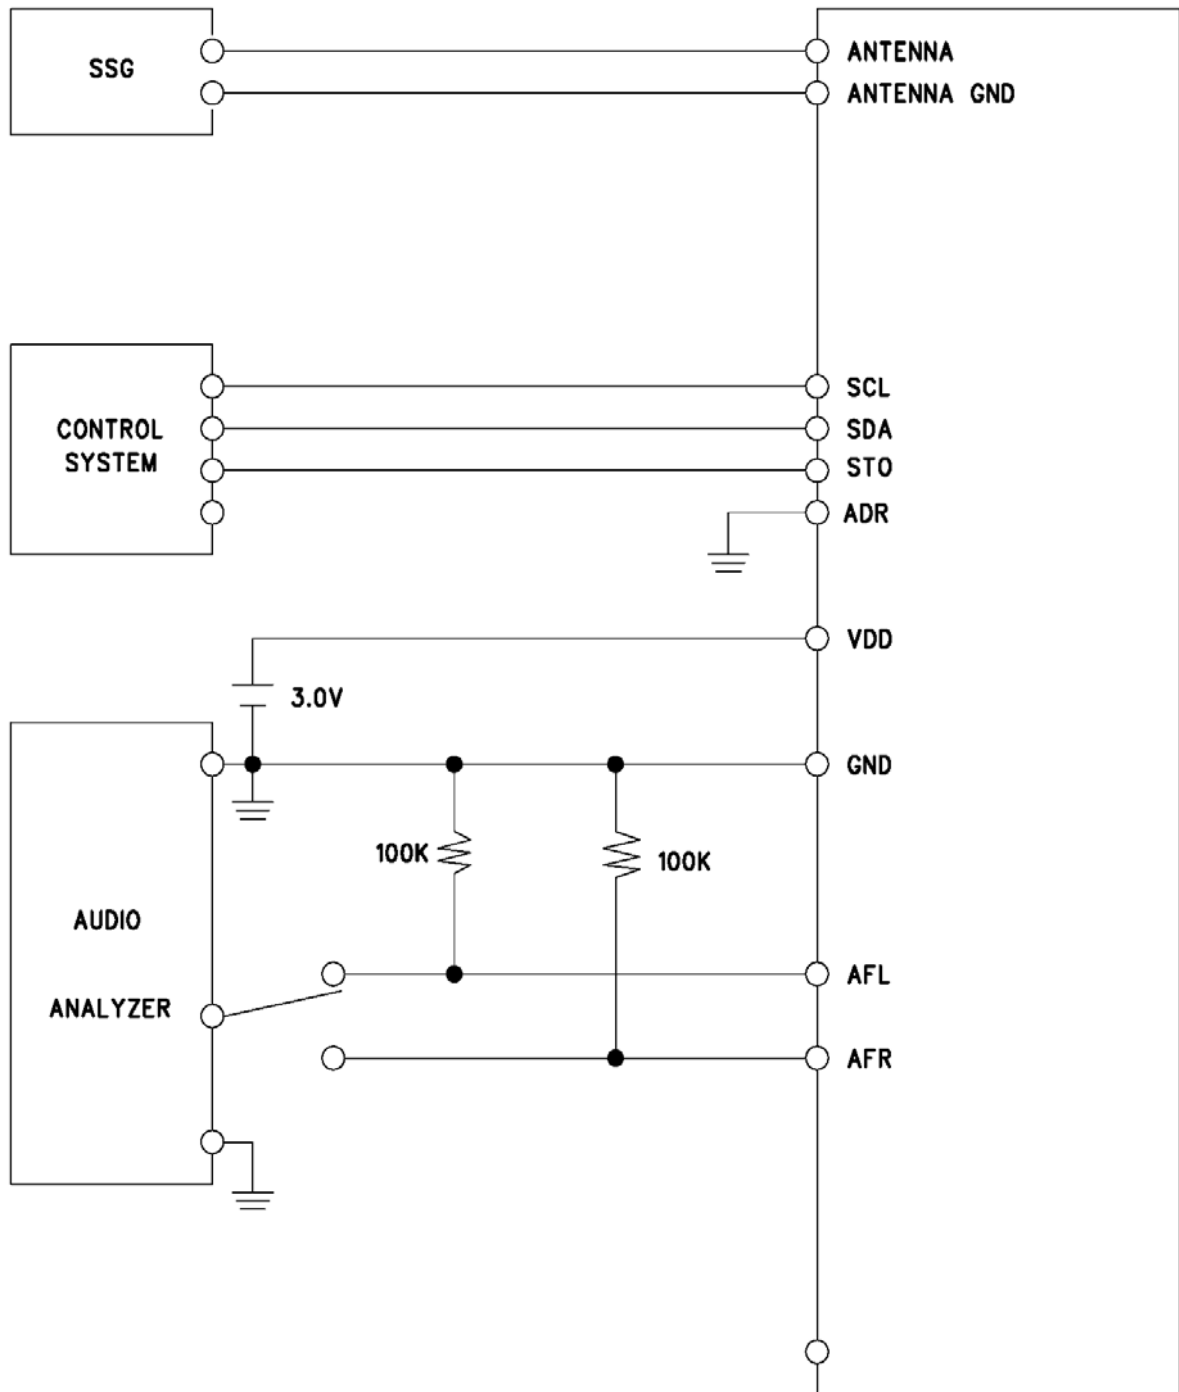 SSG
ANTENNA
ANTENNA GND
CONTROL
SYSTEM
SCL
SDA
STO
ADR
VDD
3.0V
GND
100K
100K
AUDIO
ANALYZER
AFL
AFR